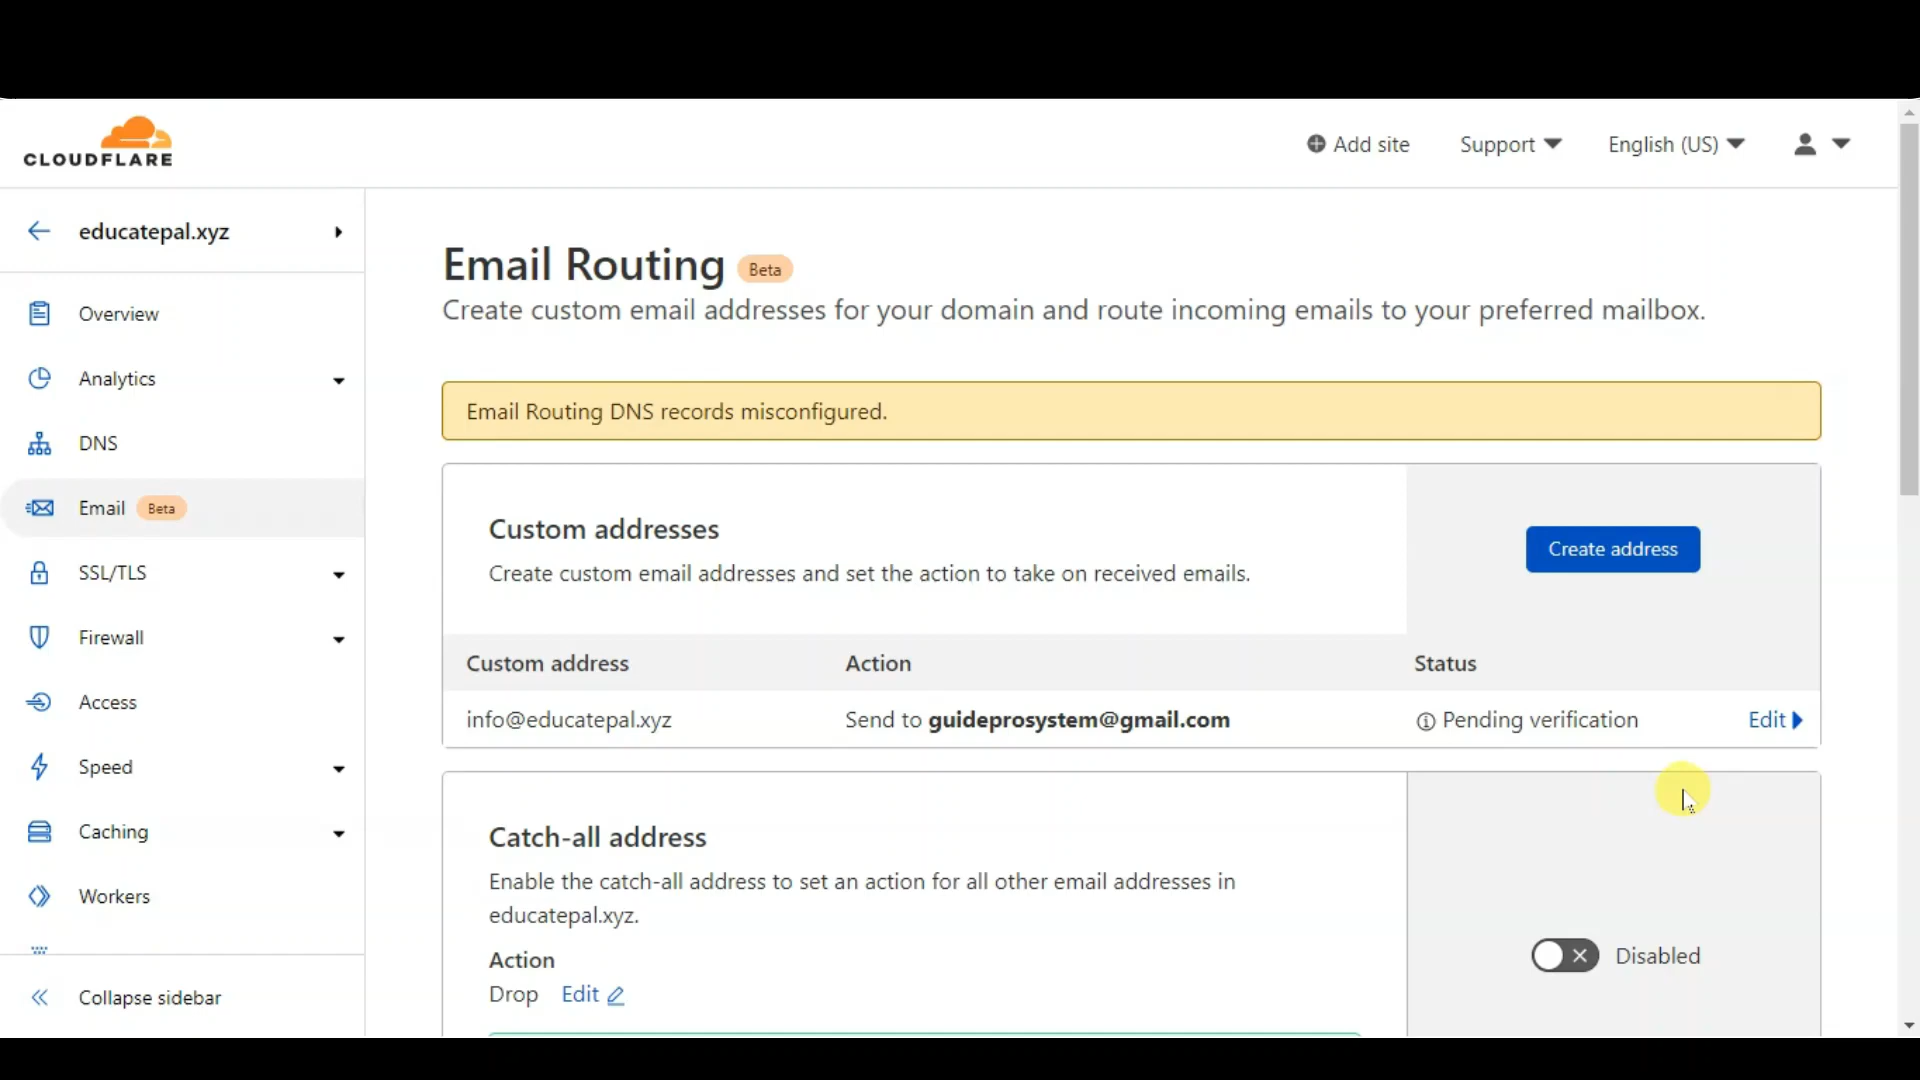 CLOUDFLARE
Add site
Support
English (US)
educatepal.xyz
Overview
Analytics
DNS
Email Beta
SSL/TLS
Firewall
Access
Speed
Caching
Workers
Collapse sidebar
Email Routing Beta
Create custom email addresses for your domain and route incoming emails to your preferred mailbox.
Email Routing DNS records misconfigured.
Custom addresses
Create custom email addresses and set the action to take on received emails.
Create address
Custom address Action Status
info@educatepal.xyz Send to guideprosystem@gmail.com Pending verification Edit
Catch-all address
Enable the catch-all address to set an action for all other email addresses in
educatepal.xyz.
Action
Drop Edit
Disabled